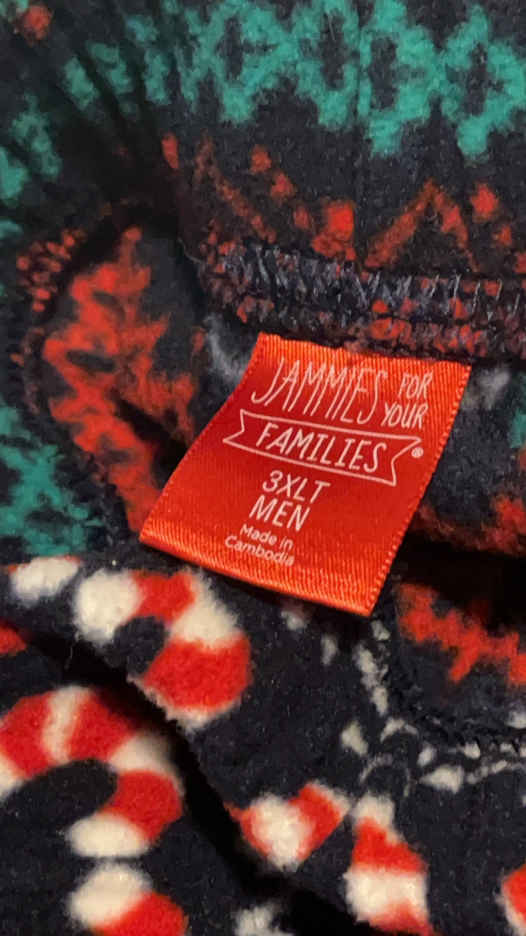 JAMMIES FOR YOUR
FAMILIES®
3XLT
MEN
Made in
Cambodia